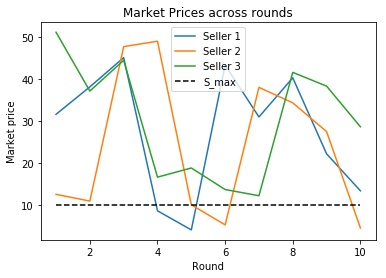 Market Prices across rounds
Seller 1
Seller 2
Seller 3
S_max
50
40
30
20
10
Market price
2
4
6
8
10
Round